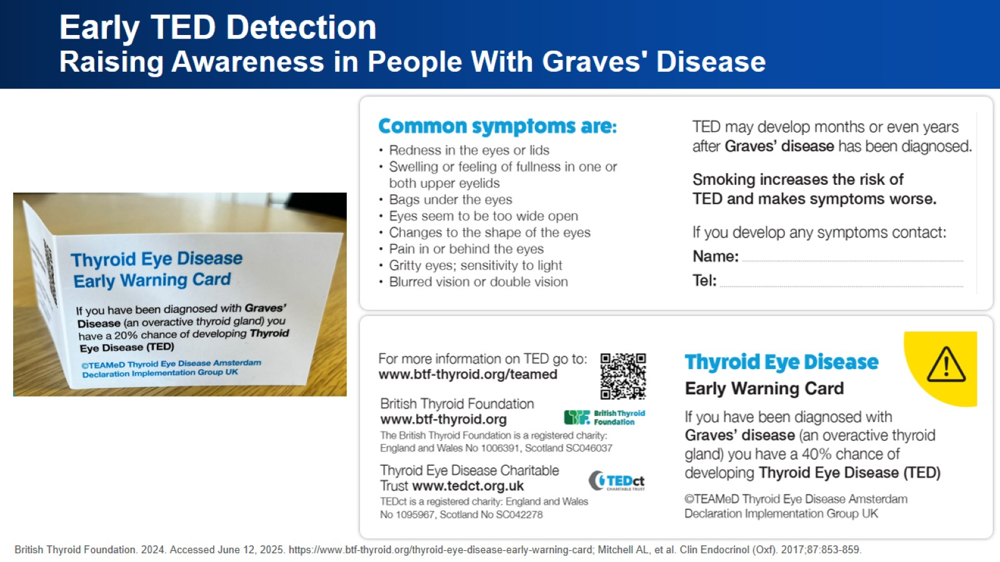 Early TED Detection
Raising Awareness in People With Graves' Disease
Thyroid Eye Disease
Early Warning Card
If you have been diagnosed with Graves'
Disease (an overactive thyroid gland) you
have a 20% chance of developing Thyroid
Eye Disease (TED)
©TEAMeD Thyroid Eye Disease Amsterdam
Declaration Implementation Group UK
Common symptoms are:
• Redness in the eyes or lids
• Swelling or feeling of fullness in one or
both upper eyelids
• Bags under the eyes
• Eyes seem to be too wide open
• Changes to the shape of the eyes
• Pain in or behind the eyes
• Gritty eyes; sensitivity to light
• Blurred vision or double vision
TED may develop months or even years
after Graves' disease has been diagnosed.
Smoking increases the risk of
TED and makes symptoms worse.
If you develop any symptoms contact:
Name:
Tel:
For more information on TED go to:
www.btf-thyroid.org/teamed
British Thyroid Foundation
www.btf-thyroid.org
BTF British Thyroid
Foundation
The British Thyroid Foundation is a registered charity:
England and Wales No 1006391, Scotland SC046037
Thyroid Eye Disease Charitable
Trust www.tedct.org.uk
TEDct
CHARITABLE TRUST
TEDct is a registered charity: England and Wales
No 1095967, Scotland No SC042278
Thyroid Eye Disease
Early Warning Card
If you have been diagnosed with
Graves' disease (an overactive thyroid
gland) you have a 40% chance of
developing Thyroid Eye Disease (TED)
©TEAMeD Thyroid Eye Disease Amsterdam
Declaration Implementation Group UK
British Thyroid Foundation. 2024. Accessed June 12, 2025. https://www.btf-thyroid.org/thyroid-eye-disease-early-warning-card; Mitchell AL, et al. Clin Endocrinol (Oxf). 2017;87:853-859.